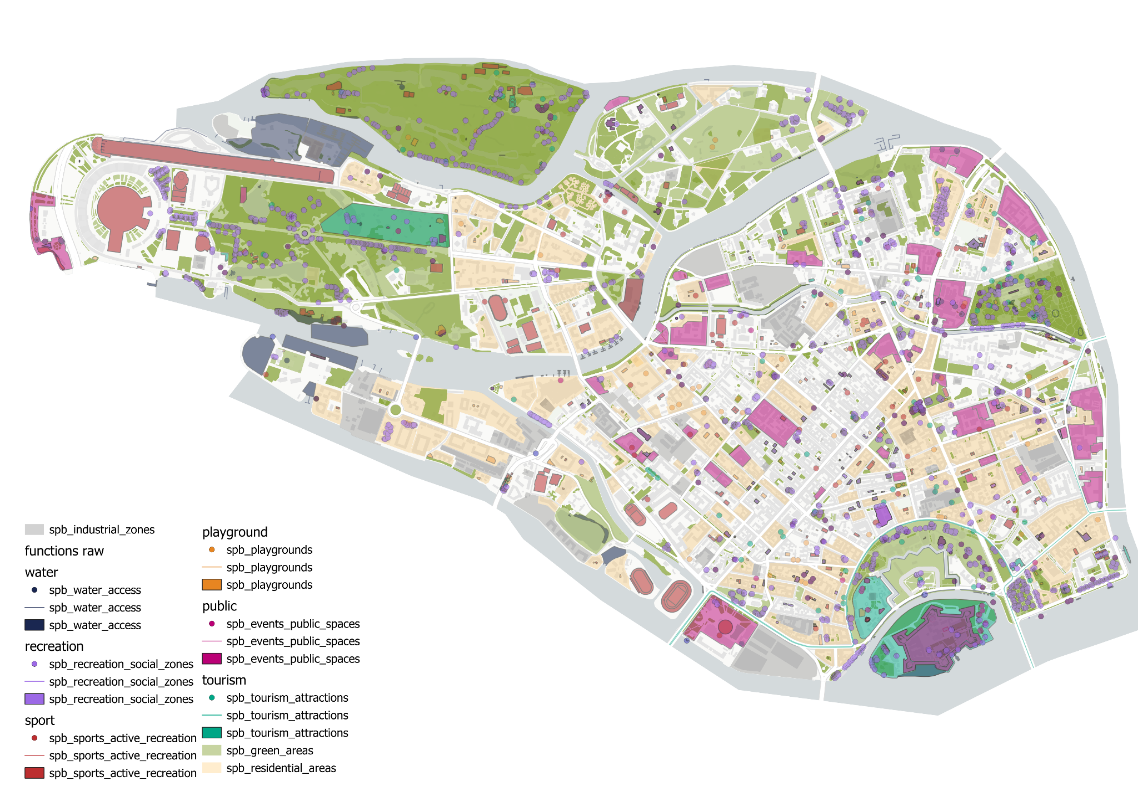 spb_industrial_zones
functions raw
water
spb_water_access
spb_water_access
spb_water_access
recreation
spb_recreation_social_zones
spb_recreation_social_zones
spb_recreation_social_zones
sport
spb_sports_active_recreation
spb_sports_active_recreation
spb_sports_active_recreation
playground
spb_playgrounds
spb_playgrounds
spb_playgrounds
public
spb_events_public_spaces
spb_events_public_spaces
spb_events_public_spaces
tourism
spb_tourism_attractions
spb_tourism_attractions
spb_tourism_attractions
spb_green_areas
spb_residential_areas